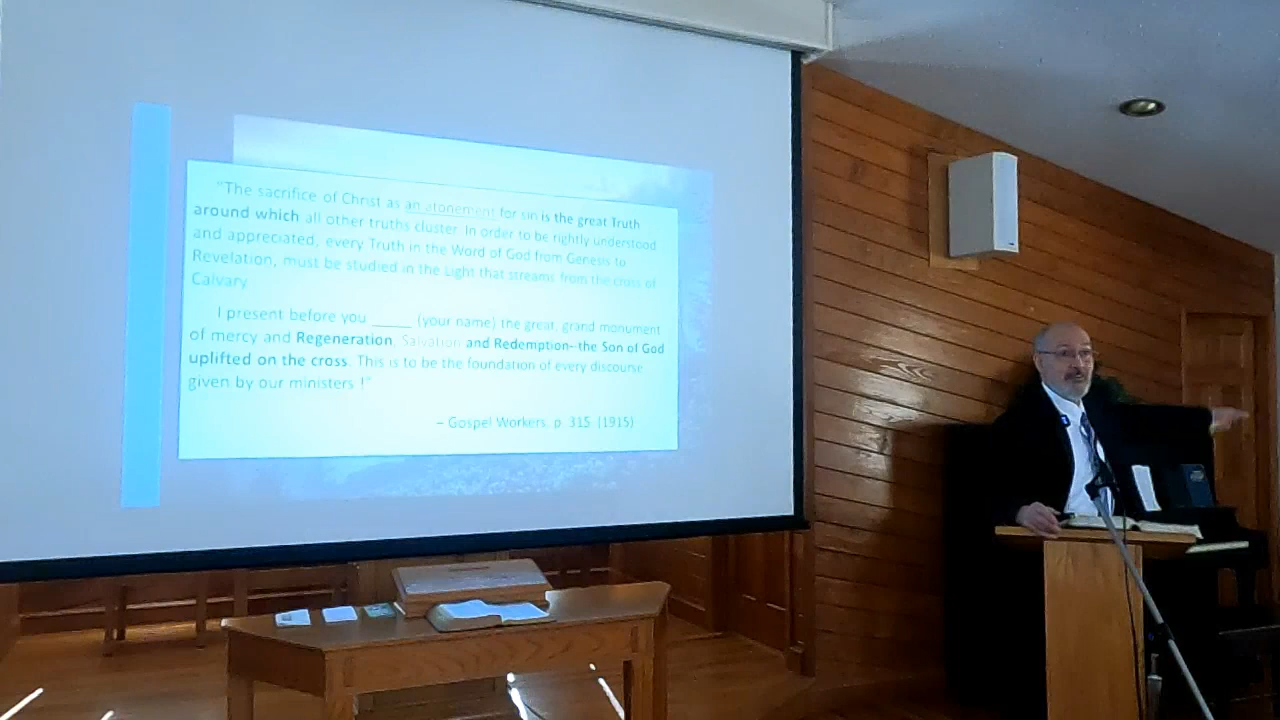 "The sacrifice of Christ as an atonement for sin is the great Truth
around which all other truths cluster. In order to be rightly understood
and appreciated, every Truth in the Word of God from Genesis to
Revelation, must be studied in the Light that streams from the cross of
Calvary.
I present before you _____ (your name) the great, grand monument
of mercy and Regeneration, Salvation and Redemption--the Son of God
uplifted on the cross. This is to be the foundation of every discourse
given by our ministers !"
– Gospel Workers, p. 315 (1915)